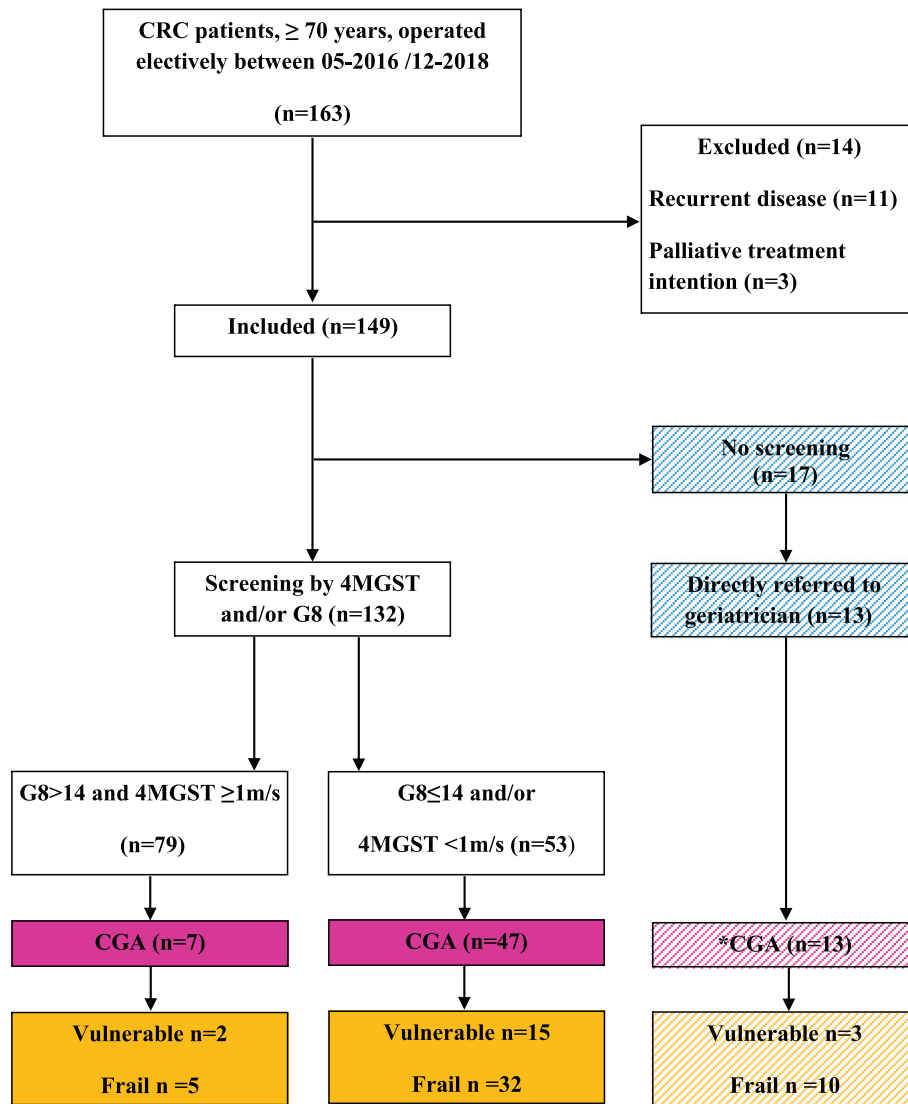 CRC patients, ≥ 70 years, operated
electively between 05-2016 /12-2018
(n=163)
Excluded (n=14)
Recurrent disease (n=11)
Palliative treatment
intention (n=3)
Included (n=149)
No screening
(n=17)
Screening by 4MGST
and/or G8 (n=132)
Directly referred to
geriatrician (n=13)
G8>14 and 4MGST ≥1m/s
(n=79)
G8≤14 and/or
4MGST <1m/s (n=53)
CGA (n=7)
CGA (n=47)
*CGA (n=13)
Vulnerable n=2
Frail n =5
Vulnerable n=15
Frail n =32
Vulnerable n=3
Frail n =10